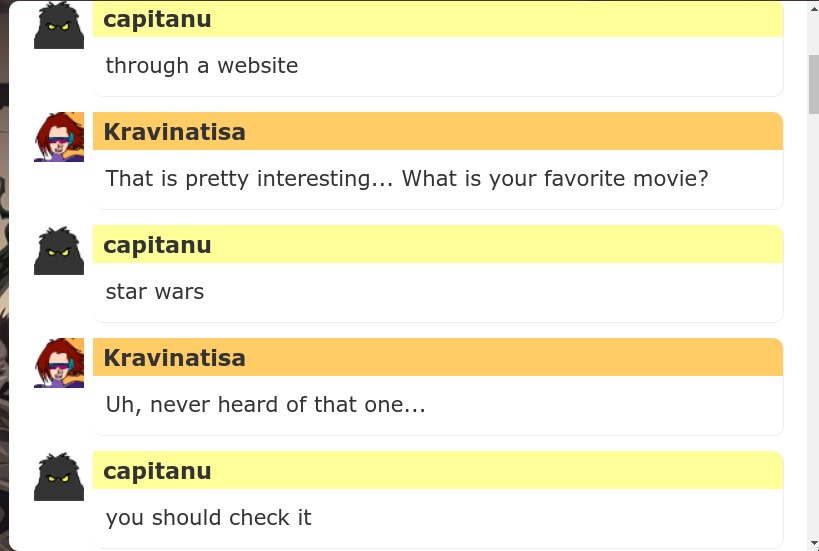 capitanu
through a website
Kravinatisa
That is pretty interesting... What is your favorite movie?
capitanu
star wars
Kravinatisa
Uh, never heard of that one...
capitanu
you should check it